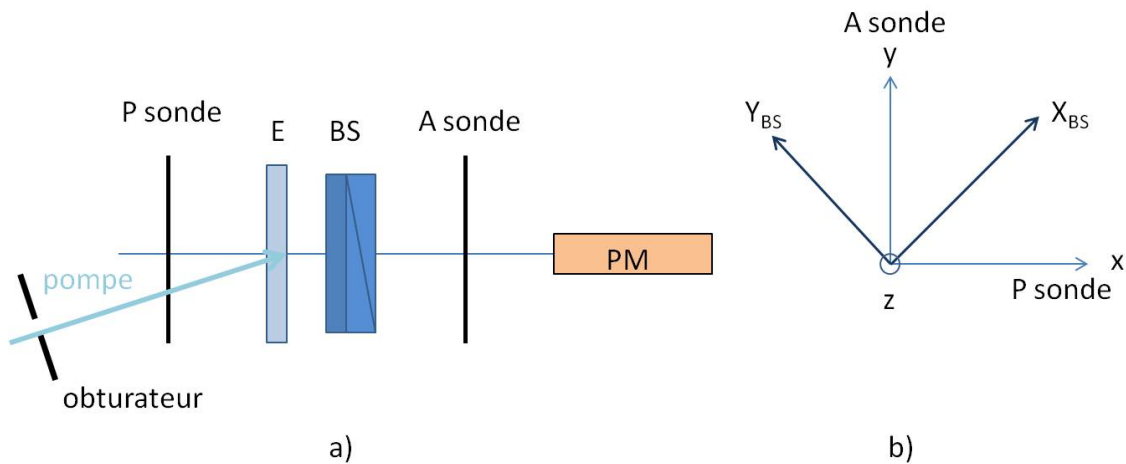 P sonde
E
BS
A sonde
pompe
PM
obturateur
a)
A sonde
y
Y_BS
X_BS
x
z
P sonde
b)